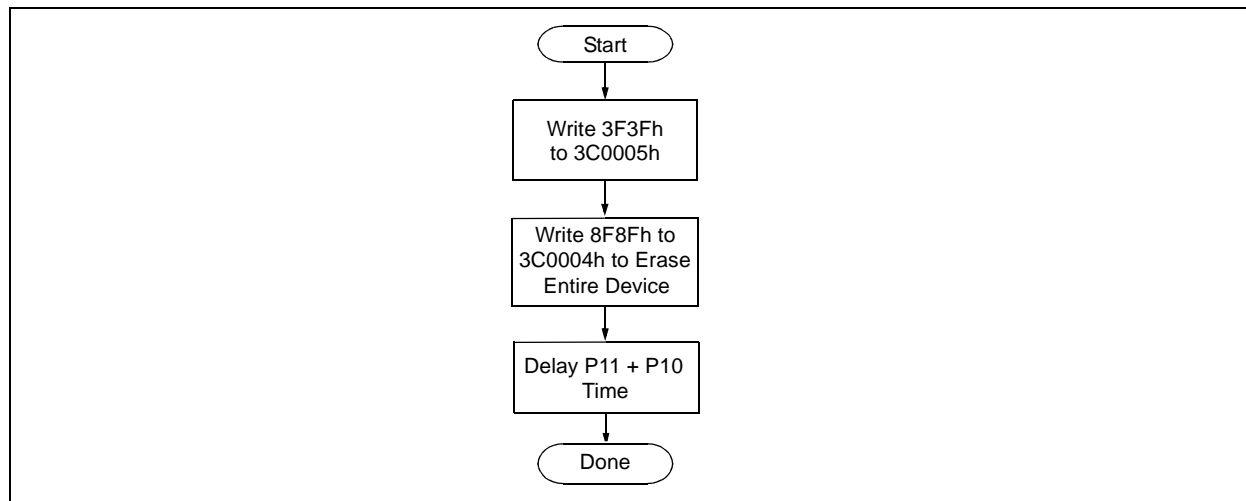 Start
Write 3F3Fh
to 3C0005h
Write 8F8Fh to
3C0004h to Erase
Entire Device
Delay P11 + P10
Time
Done